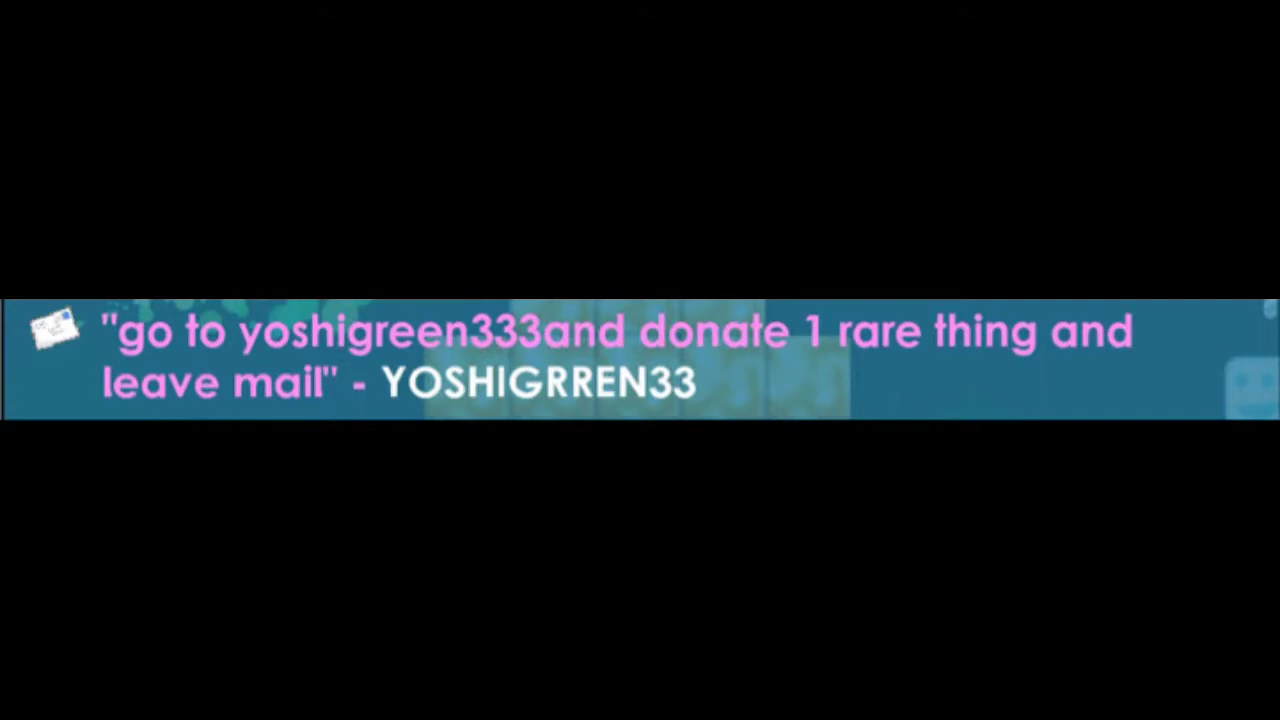 "go to yoshigreen333and donate 1 rare thing and
leave mail" - YOSHIGRREN33